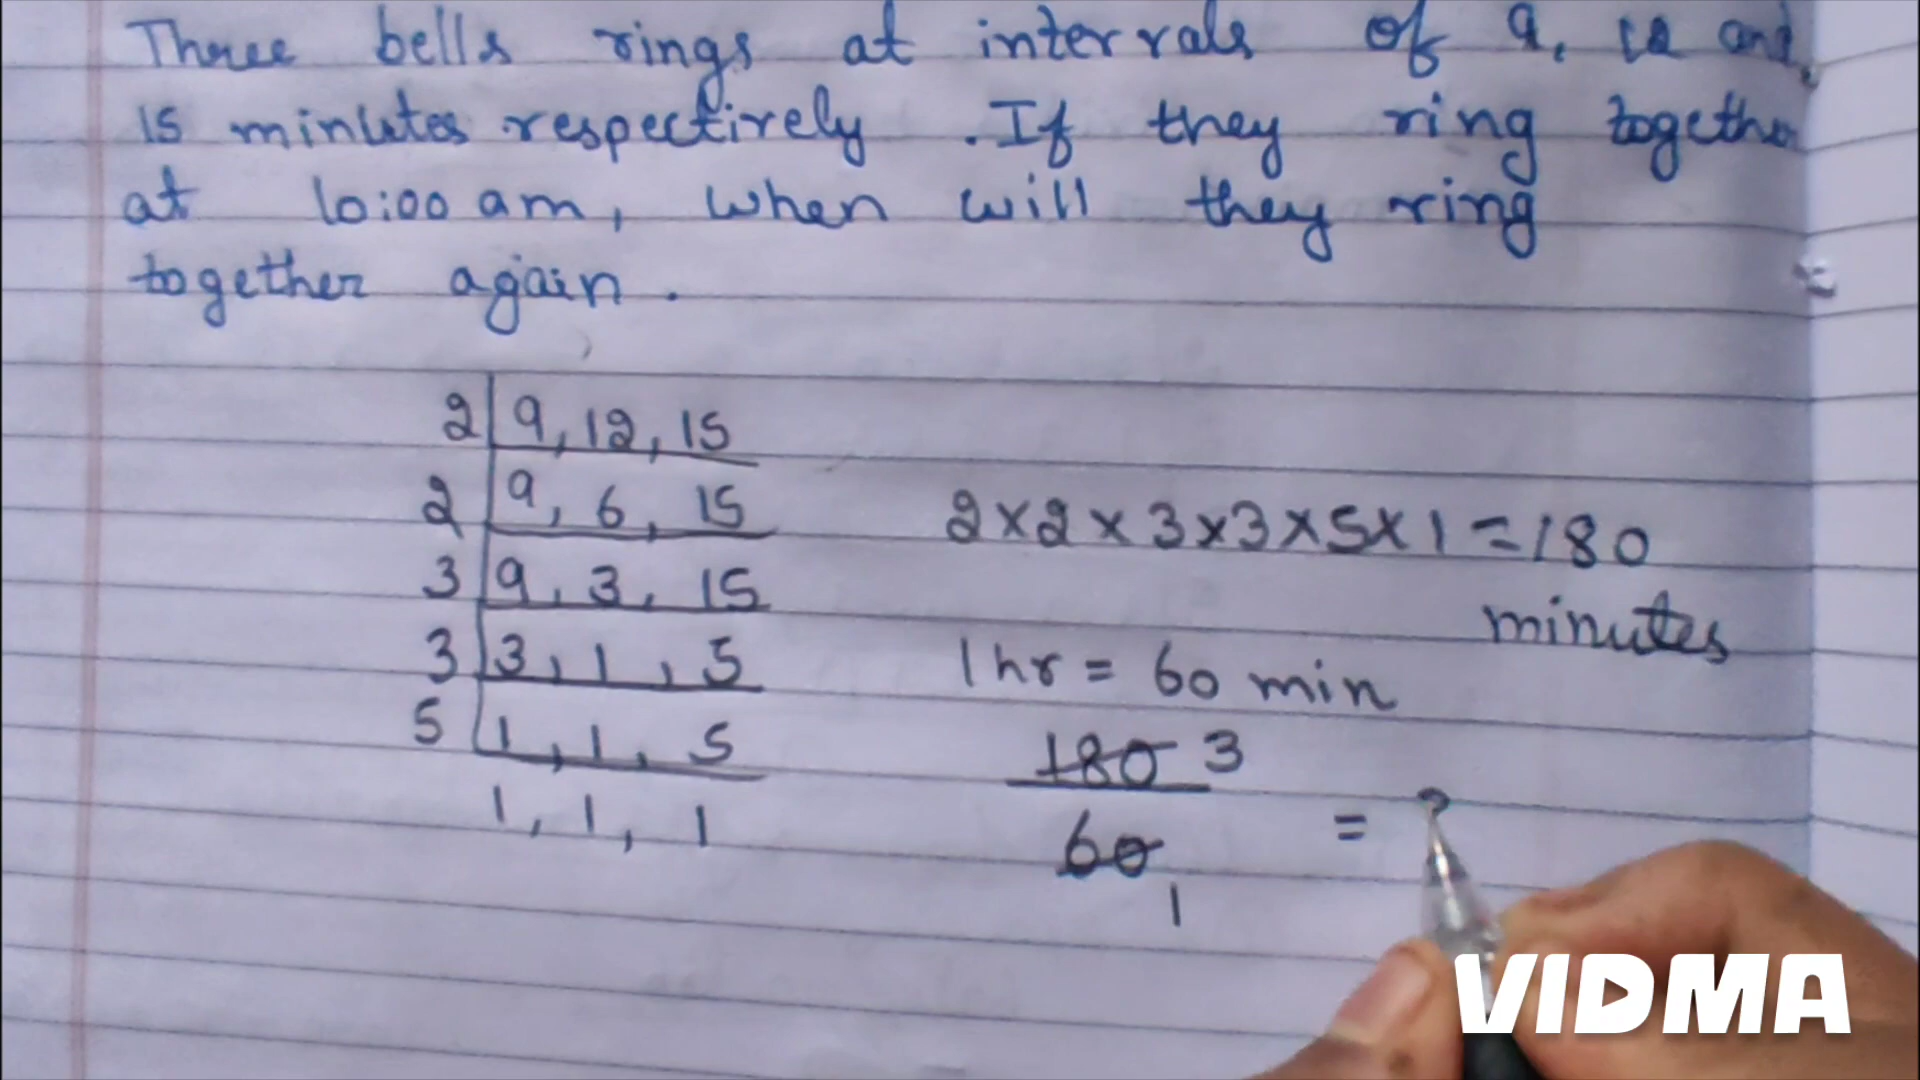 Three bells rings at intervals of 9, 12 and
15 minutes respectively. If they ring together
at 10:00 am, when will they ring
together again.
2 | 9, 12, 15
2 | 9, 6, 15
3 | 9, 3, 15
3 | 3, 1, 5
5 | 1, 1, 5
1, 1, 1
2 × 2 × 3 × 3 × 5 × 1 = 180
minutes
1 hr = 60 min
180 3
60 1
=
VIDMA